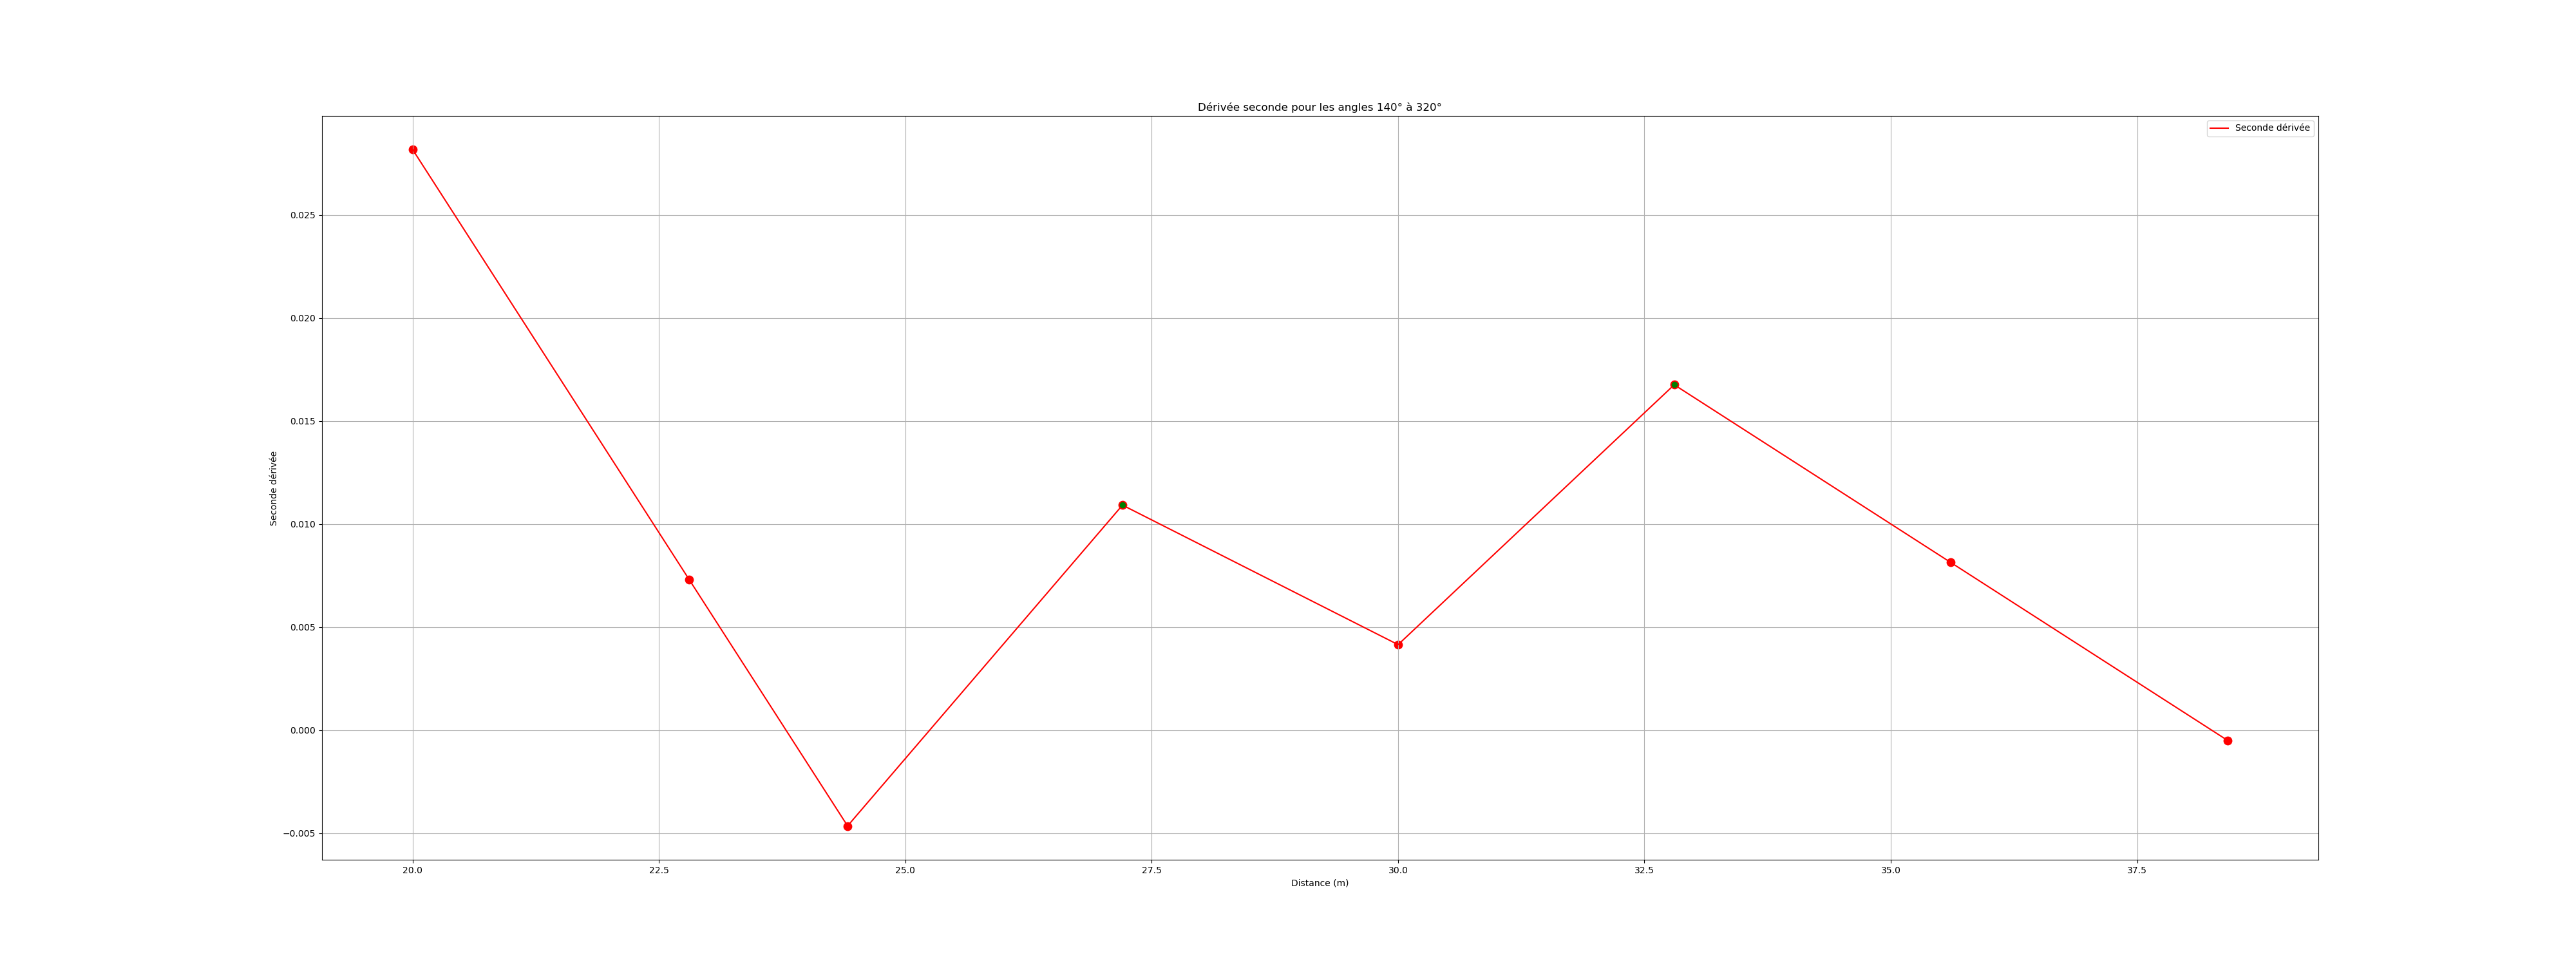 Dérivée seconde pour les angles 140° à 320°
Seconde dérivée
0.025
0.020
0.015
0.010
0.005
0.000
−0.005
Seconde dérivée
20.0 22.5 25.0 27.5 30.0 32.5 35.0 37.5
Distance (m)